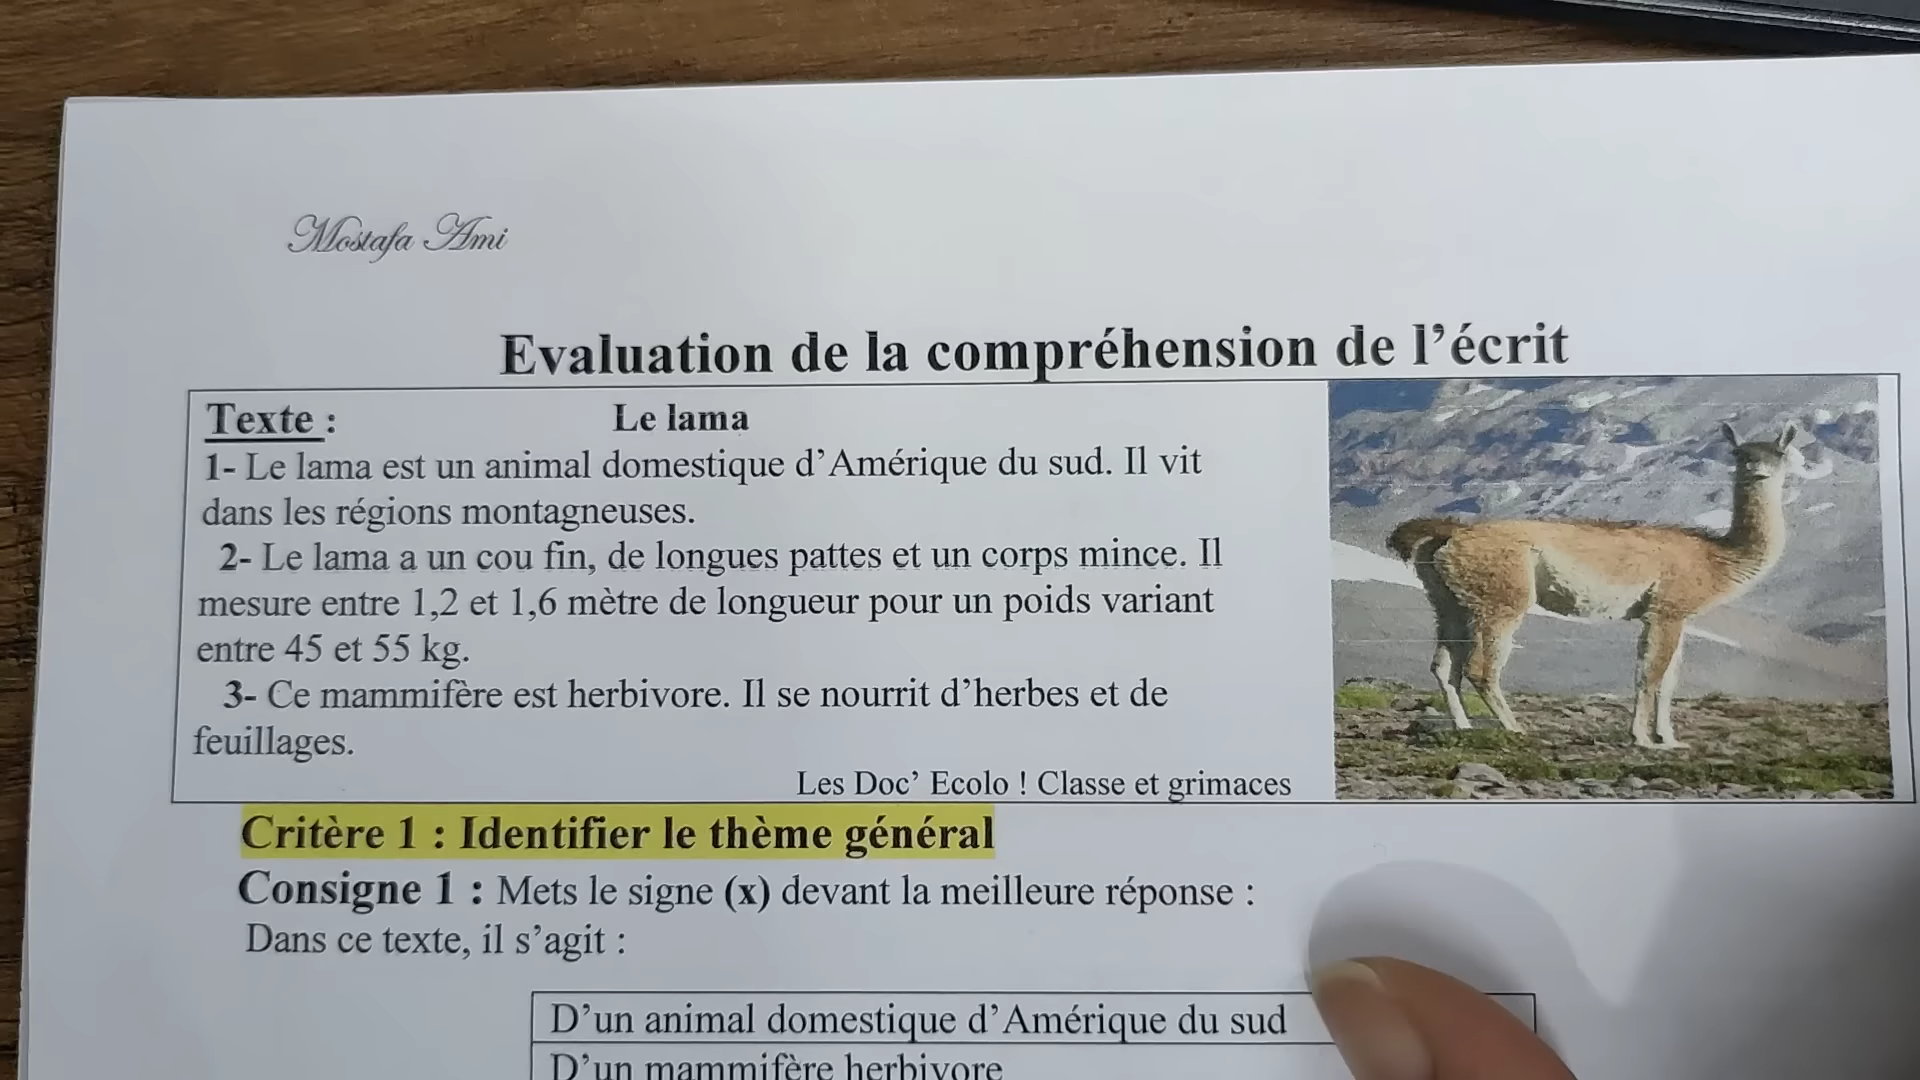 Mostafa Ami
Evaluation de la compréhension de l’écrit
Texte : Le lama
1- Le lama est un animal domestique d’Amérique du sud. Il vit
dans les régions montagneuses.
2- Le lama a un cou fin, de longues pattes et un corps mince. Il
mesure entre 1,2 et 1,6 mètre de longueur pour un poids variant
entre 45 et 55 kg.
3- Ce mammifère est herbivore. Il se nourrit d’herbes et de
feuillages.
Les Doc’ Ecolo ! Classe et grimaces
Critère 1 : Identifier le thème général
Consigne 1 : Mets le signe (x) devant la meilleure réponse :
Dans ce texte, il s’agit :
D’un animal domestique d’Amérique du sud
D’un mammifère herbivore